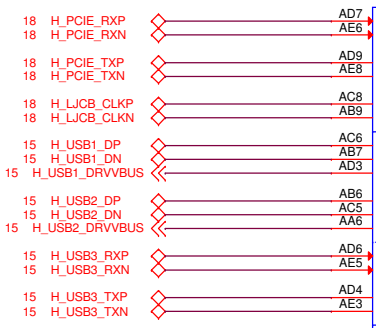 18 H_PCIE_RXP AD7
18 H_PCIE_RXN AE6
18 H_PCIE_TXP AD9
18 H_PCIE_TXN AE8
18 H_LJCB_CLKP AC8
18 H_LJCB_CLKN AB9
15 H_USB1_DP AC6
15 H_USB1_DN AB7
15 H_USB1_DRVVBUS AD3
15 H_USB2_DP AB6
15 H_USB2_DN AC5
15 H_USB2_DRVVBUS AA6
15 H_USB3_RXP AD6
15 H_USB3_RXN AE5
15 H_USB3_TXP AD4
15 H_USB3_TXN AE3